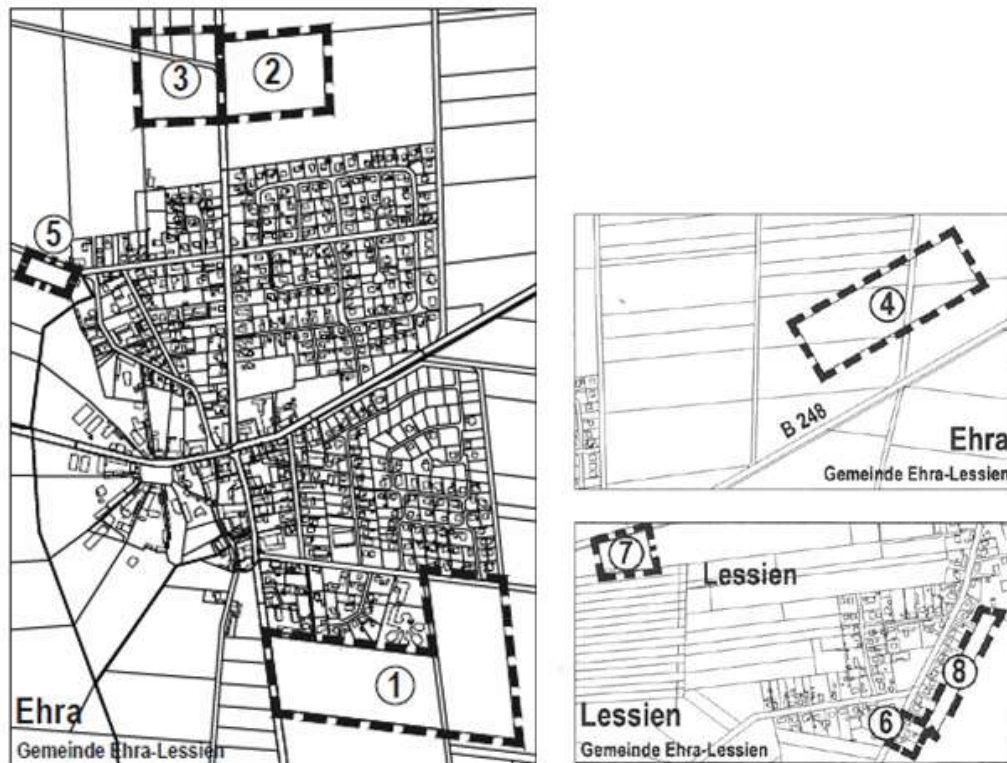 3
2
5
1
Ehra
Gemeinde Ehra-Lessien
4
B 248
Ehra
Gemeinde Ehra-Lessien
7
Lessien
8
6
Lessien
Gemeinde Ehra-Lessien